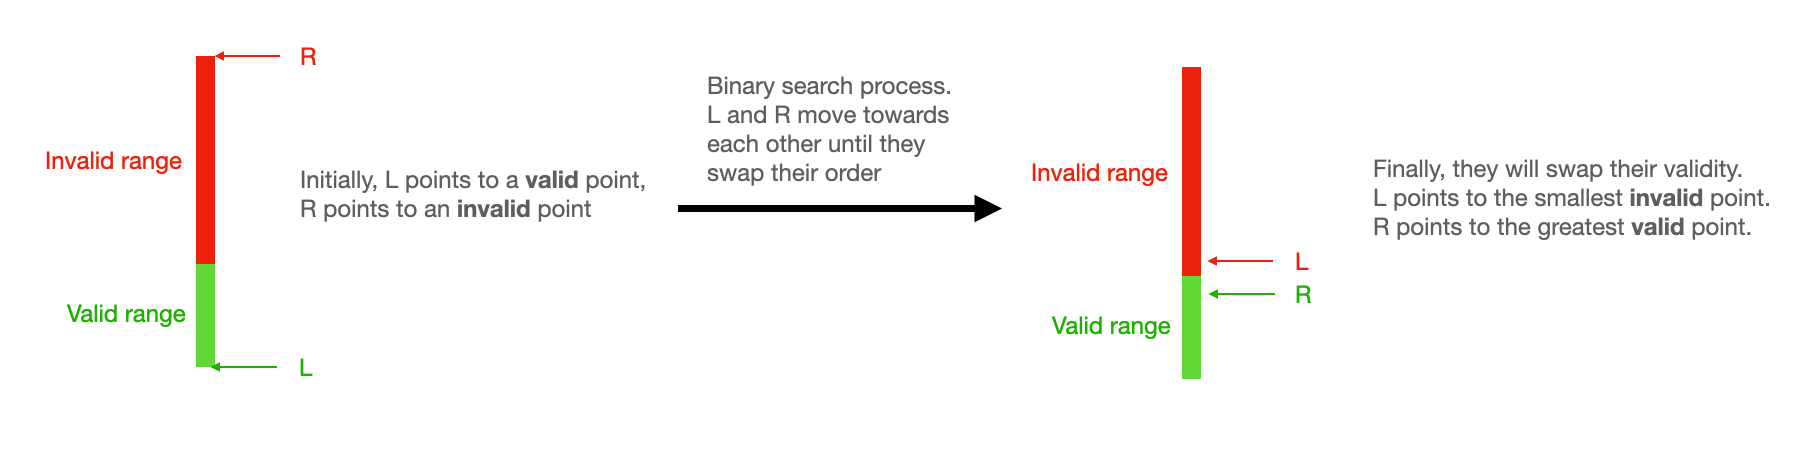 R
Invalid range
Initially, L points to a valid point,
R points to an invalid point
Valid range
L
Binary search process.
L and R move towards
each other until they
swap their order
Invalid range
L
R
Valid range
Finally, they will swap their validity.
L points to the smallest invalid point.
R points to the greatest valid point.